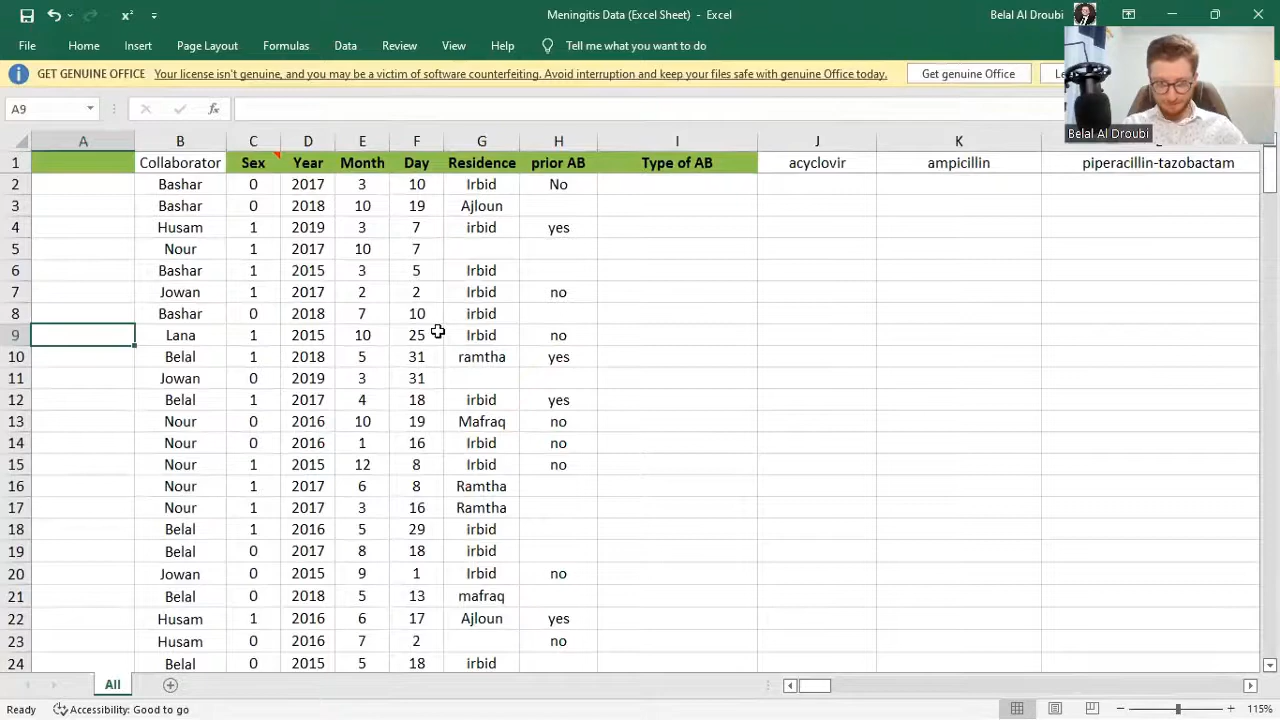 Meningitis Data (Excel Sheet) - Excel
Belal Al Droubi
File Home Insert Page Layout Formulas Data Review View Help Tell me what you want to do
GET GENUINE OFFICE Your license isn't genuine, and you may be a victim of software counterfeiting. Avoid interruption and keep your files safe with genuine Office today. Get genuine Office
Belal Al Droubi
A9 fx
A B C D E F G H I J K
1 Collaborator Sex Year Month Day Residence prior AB Type of AB acyclovir ampicillin piperacillin-tazobactam
2 Bashar 0 2017 3 10 Irbid No
3 Bashar 0 2018 10 19 Ajloun
4 Husam 1 2019 3 7 irbid yes
5 Nour 1 2017 10 7
6 Bashar 1 2015 3 5 Irbid
7 Jowan 1 2017 2 2 Irbid no
8 Bashar 0 2018 7 10 irbid
9 Lana 1 2015 10 25 Irbid no
10 Belal 1 2018 5 31 ramtha yes
11 Jowan 0 2019 3 31
12 Belal 1 2017 4 18 irbid yes
13 Nour 0 2016 10 19 Mafraq no
14 Nour 0 2016 1 16 Irbid no
15 Nour 1 2015 12 8 Irbid no
16 Nour 1 2017 6 8 Ramtha
17 Nour 1 2017 3 16 Ramtha
18 Belal 1 2016 5 29 irbid
19 Belal 0 2017 8 18 irbid
20 Jowan 0 2015 9 1 Irbid no
21 Belal 0 2018 5 13 mafraq
22 Husam 1 2016 6 17 Ajloun yes
23 Husam 0 2016 7 2 no
24 Belal 0 2015 5 18 irbid
All
Ready Accessibility: Good to go 115%